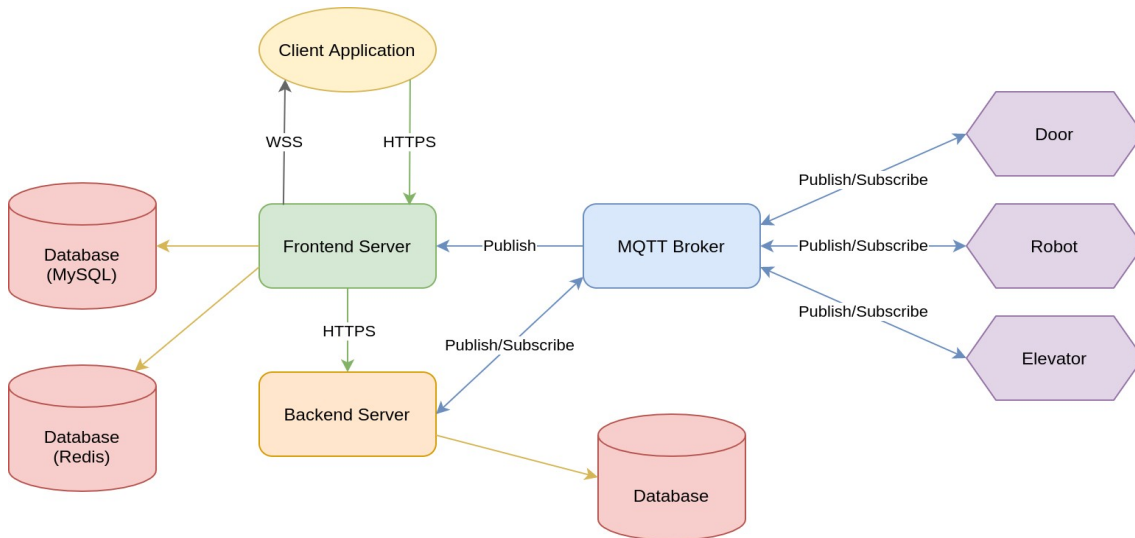 Client Application
WSS
HTTPS
Publish/Subscribe
Door
Database
(MySQL)
Frontend Server
Publish
MQTT Broker
Publish/Subscribe
Robot
HTTPS
Publish/Subscribe
Publish/Subscribe
Elevator
Database
(Redis)
Backend Server
Database